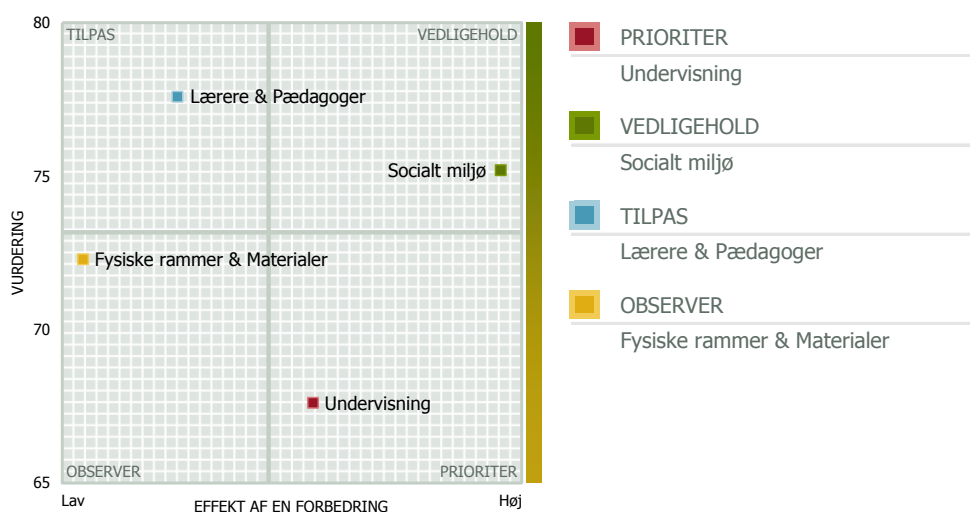 80
TILPAS
VEDLIGEHOLD
Lærere & Pædagoger
75
Socialt miljø
VURDERING
Fysiske rammer & Materialer
70
Undervisning
OBSERVER
PRIORITER
65
Lav
EFFEKT AF EN FORBEDRING
Høj
PRIORITER
Undervisning
VEDLIGEHOLD
Socialt miljø
TILPAS
Lærere & Pædagoger
OBSERVER
Fysiske rammer & Materialer